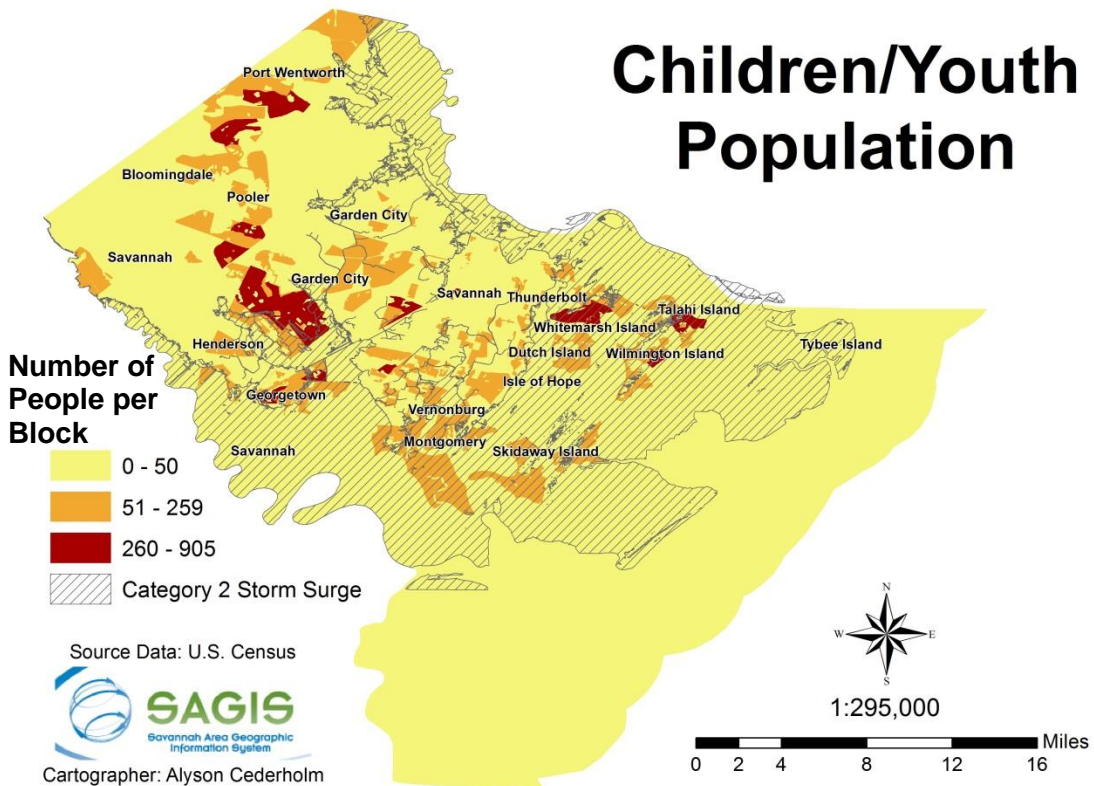 Children/Youth
Population
Port Wentworth
Bloomingdale
Pooler
Garden City
Savannah
Garden City
Savannah
Thunderbolt
Talahi Island
Whitemarsh Island
Henderson
Dutch Island
Wilmington Island
Tybee Island
Georgetown
Isle of Hope
Vernonburg
Montgomery
Savannah
Skidaway Island
Number of
People per
Block
0 - 50
51 - 259
260 - 905
Category 2 Storm Surge
Source Data: U.S. Census
SAGIS
Savannah Area Geographic
Information System
Cartographer: Alyson Cederholm
N
W
E
S
1:295,000
Miles
0 2 4 8 12 16